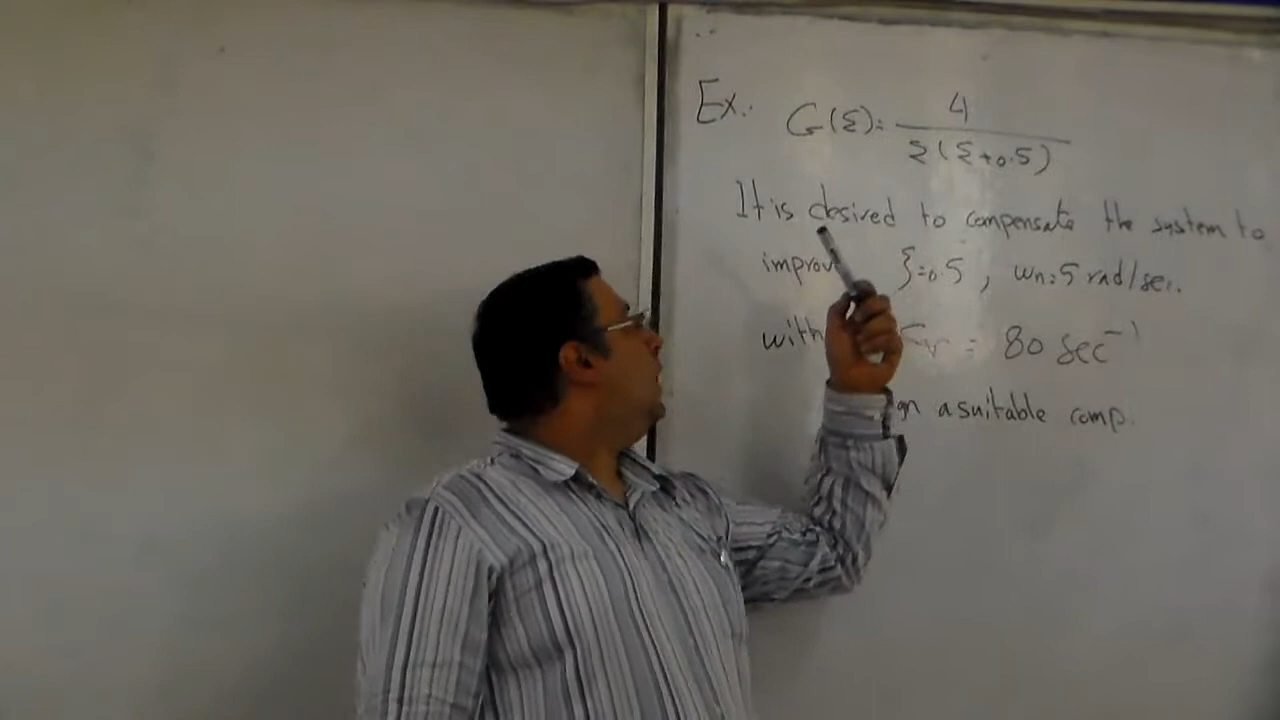 Ex. G(s) = 4 / s(s+0.5)
It is desired to compensate the system to
improve ξ=0.5, wn=5 rad/sec.
with = 80 sec⁻¹
a suitable comp.